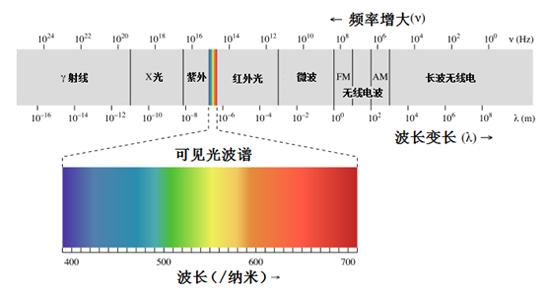 ← 频率增大(ν)
10²⁴ 10²² 10²⁰ 10¹⁸ 10¹⁶ 10¹⁴ 10¹² 10¹⁰ 10⁸ 10⁶ 10⁴ 10² 10⁰ ν (Hz)
γ射线 X光 紫外 红外光 微波 FM AM 长波无线电
无线电波
10⁻¹⁶ 10⁻¹⁴ 10⁻¹² 10⁻¹⁰ 10⁻⁸ 10⁻⁶ 10⁻⁴ 10⁻² 10⁰ 10² 10⁴ 10⁶ 10⁸ λ (m)
波长变长 (λ) →
可见光波谱
400 500 600 700
波长（/纳米）→